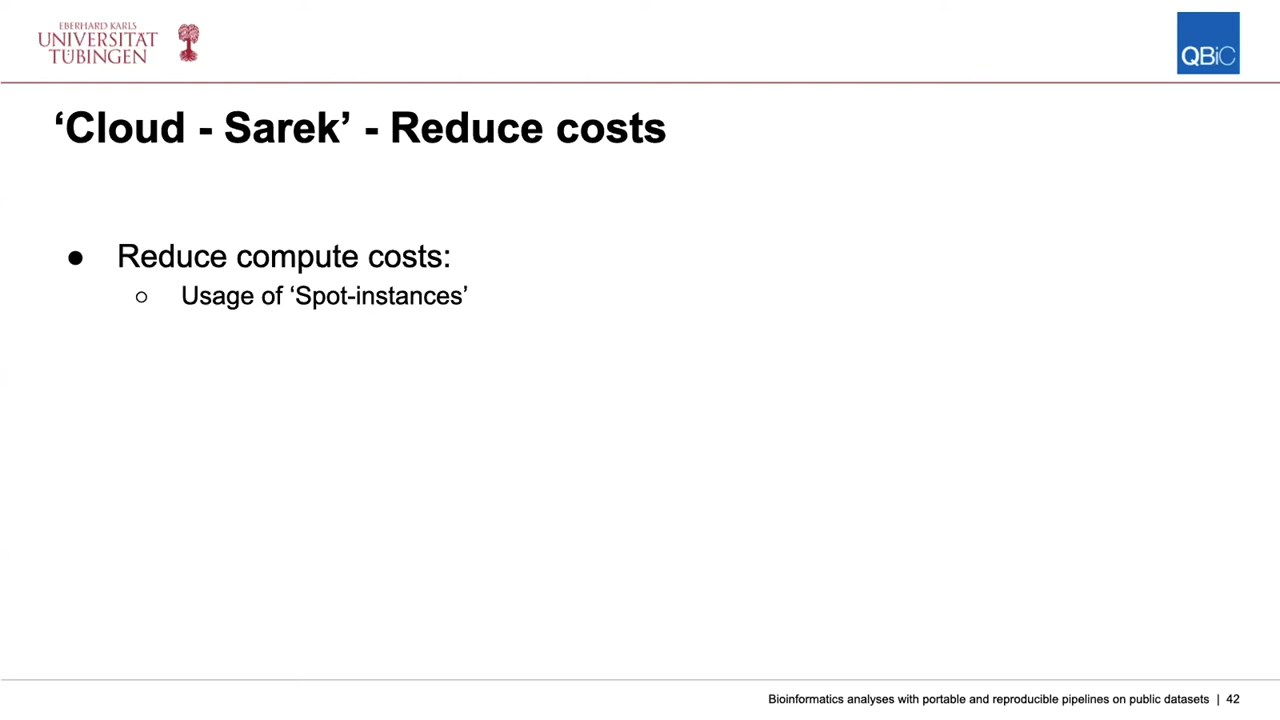 EBERHARD KARLS
UNIVERSITÄT
TÜBINGEN
QBiC
‘Cloud - Sarek’ - Reduce costs
● Reduce compute costs:
○ Usage of ‘Spot-instances’
Bioinformatics analyses with portable and reproducible pipelines on public datasets | 42